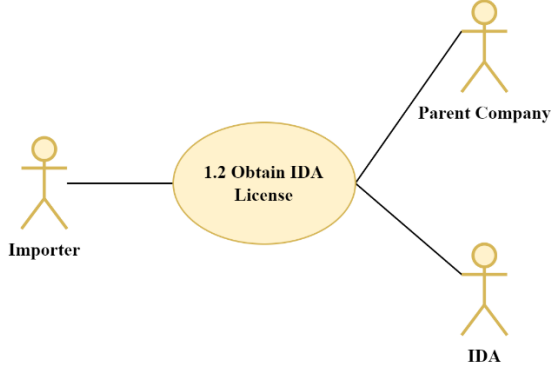 Parent Company
1.2 Obtain IDA
License
Importer
IDA